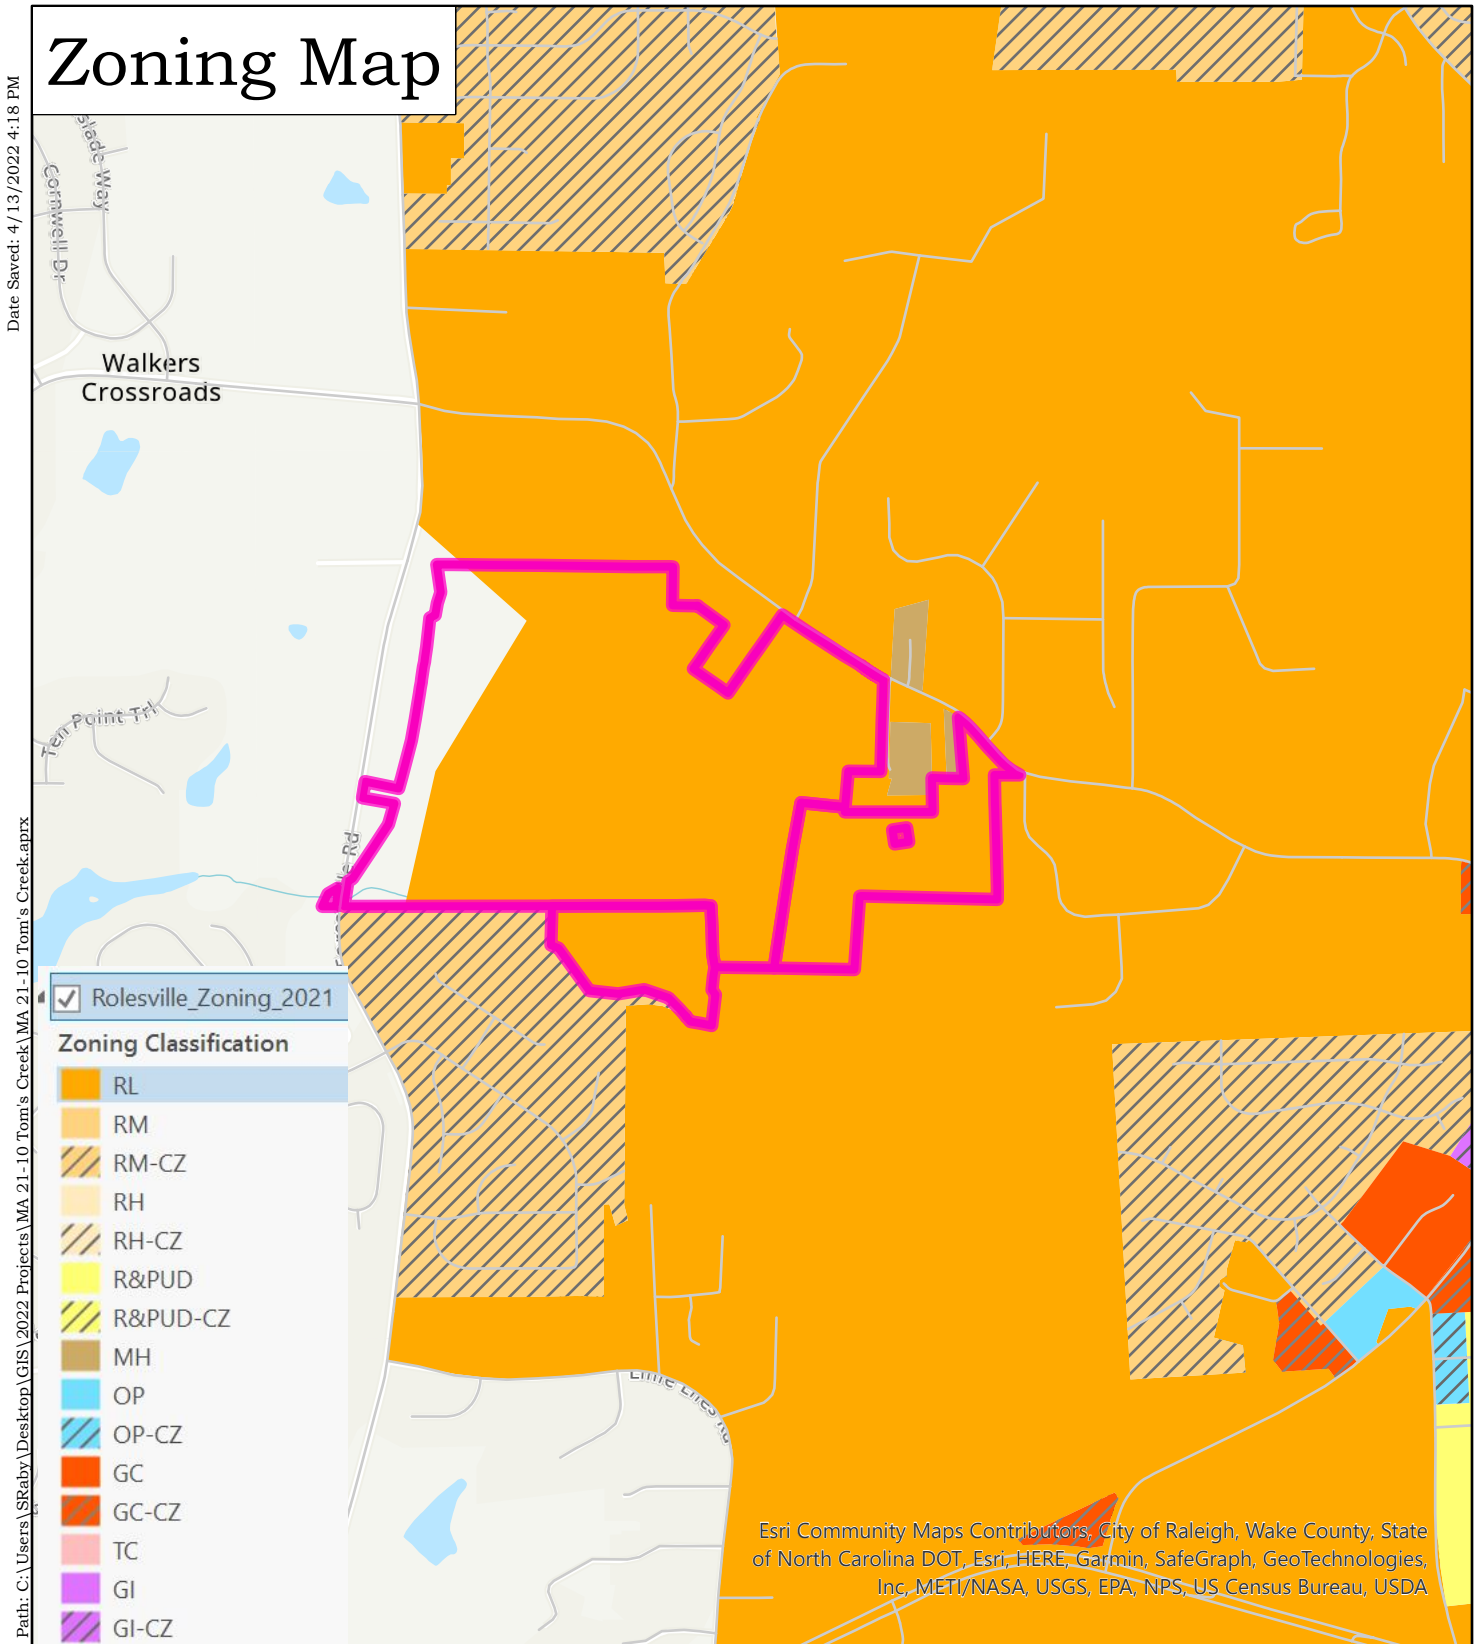 Zoning Map
Date Saved: 4/13/2022 4:18 PM
Path: C:\Users\SRaby\Desktop\GIS\2022 Projects\MA 21-10 Tom's Creek\MA 21-10 Tom's Creek.aprx
Slade Way
Cornwell Dr
Walkers
Crossroads
Ten Point Trl
Rd
Rolesville_Zoning_2021
Zoning Classification
RL
RM
RM-CZ
RH
RH-CZ
R&PUD
R&PUD-CZ
MH
OP
OP-CZ
GC
GC-CZ
TC
GI
GI-CZ
Esri Community Maps Contributors, City of Raleigh, Wake County, State
of North Carolina DOT, Esri, HERE, Garmin, SafeGraph, GeoTechnologies,
Inc, METI/NASA, USGS, EPA, NPS, US Census Bureau, USDA